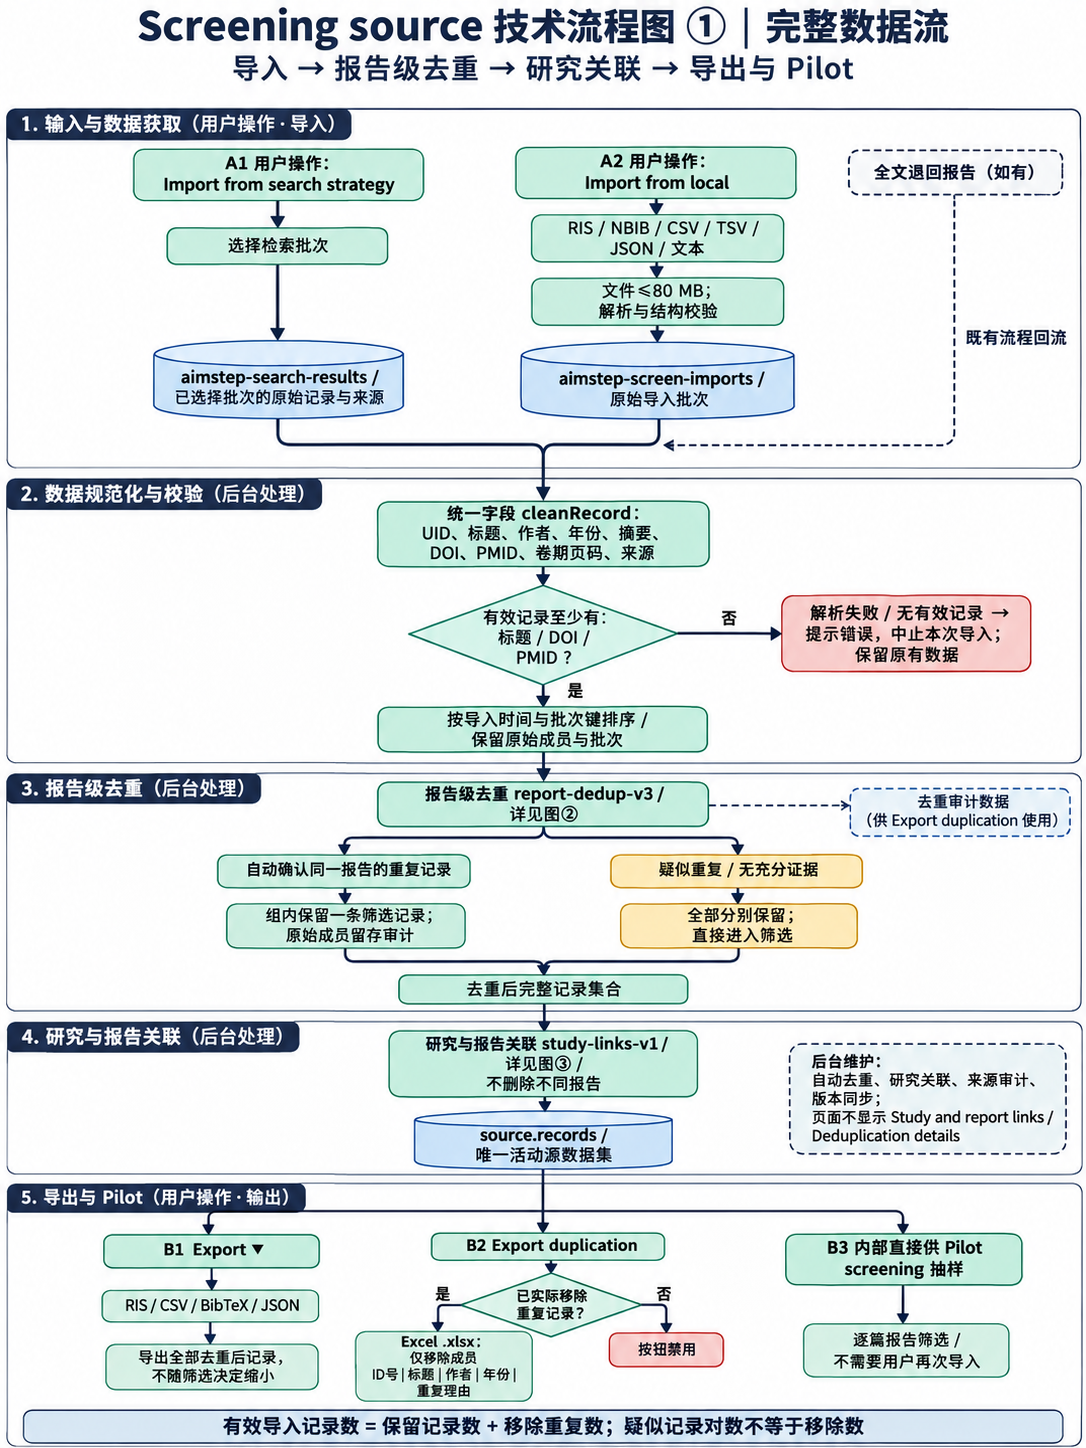 Screening source 技术流程图 ①｜完整数据流
导入 → 报告级去重 → 研究关联 → 导出与 Pilot
1. 输入与数据获取（用户操作 · 导入）
A1 用户操作：
Import from search strategy
选择检索批次
aimstep-search-results /
已选择批次的原始记录与来源
A2 用户操作：
Import from local
RIS / NBIB / CSV / TSV /
JSON / 文本
文件≤80 MB；
解析与结构校验
aimstep-screen-imports /
原始导入批次
全文退回报告（如有）
既有流程回流
2. 数据规范化与校验（后台处理）
统一字段 cleanRecord：
UID、标题、作者、年份、摘要、
DOI、PMID、卷期页码、来源
有效记录至少有：
标题 / DOI /
PMID ？
否
解析失败 / 无有效记录 →
提示错误，中止本次导入；
保留原有数据
是
按导入时间与批次键排序 /
保留原始成员与批次
3. 报告级去重（后台处理）
报告级去重 report-dedup-v3 /
详见图②
去重审计数据
（供 Export duplication 使用）
自动确认同一报告的重复记录
组内保留一条筛选记录；
原始成员留存审计
疑似重复 / 无充分证据
全部分别保留；
直接进入筛选
去重后完整记录集合
4. 研究与报告关联（后台处理）
研究与报告关联 study-links-v1 /
详见图③ /
不删除不同报告
source.records /
唯一活动源数据集
后台维护：
自动去重、研究关联、来源审计、
版本同步；
页面不显示 Study and report links /
Deduplication details
5. 导出与 Pilot（用户操作 · 输出）
B1 Export ▼
RIS / CSV / BibTeX / JSON
导出全部去重后记录，
不随筛选决定缩小
B2 Export duplication
已实际移除
重复记录？
是
否
Excel .xlsx：
仅移除成员
ID号 | 标题 | 作者 | 年份 |
重复理由
按钮禁用
B3 内部直接供 Pilot
screening 抽样
逐篇报告筛选 /
不需要用户再次导入
有效导入记录数 = 保留记录数 + 移除重复数；疑似记录对数不等于移除数